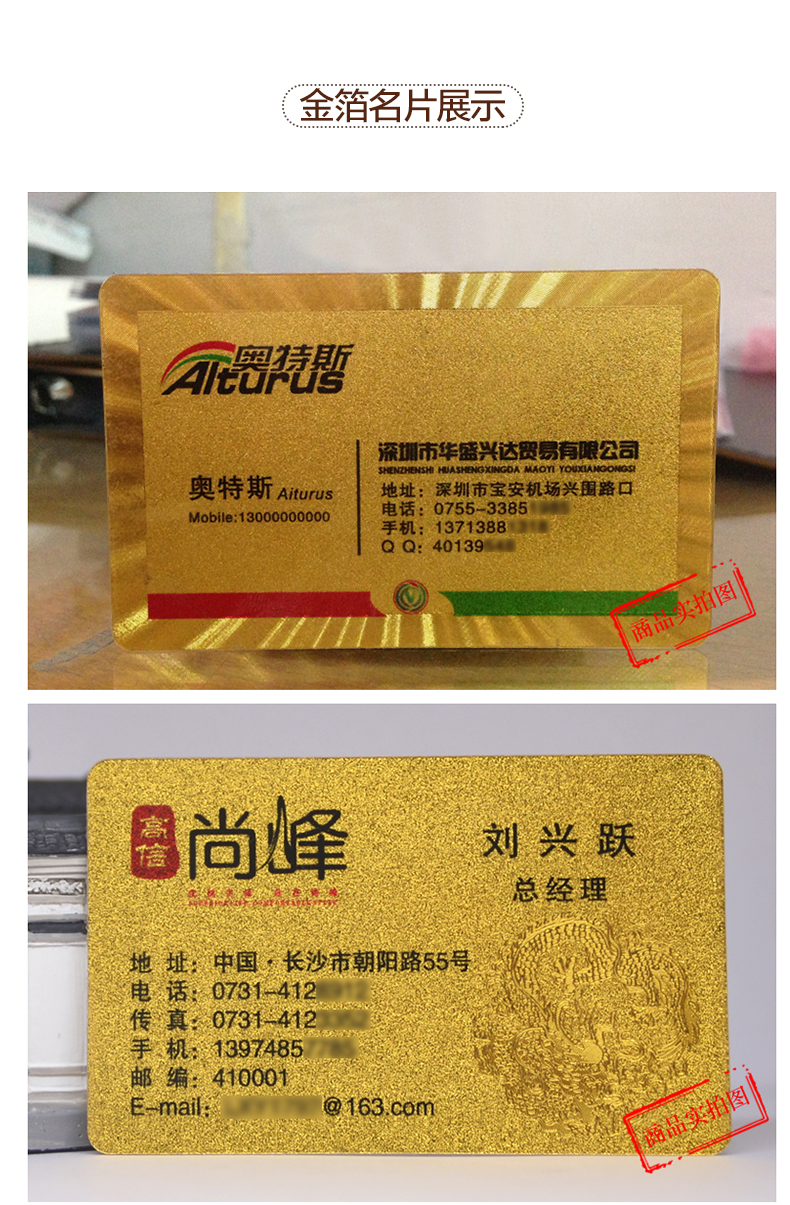 金箔名片展示
奥特斯
Aiturus
深圳市华盛兴达贸易有限公司
SHENZHENSHI HUASHENGXINGDA MAOYI YOUXIANGONGSI
奥特斯 Aiturus
Mobile:13000000000
地址：深圳市宝安机场兴围路口
电话：0755-3385
手机：1371388
Q Q：40139
商品实拍图
高信
尚峰
刘兴跃
总经理
地 址：中国·长沙市朝阳路55号
电 话：0731-412
传 真：0731-412
手 机：1397485
邮 编：410001
E-mail： @163.com
商品实拍图